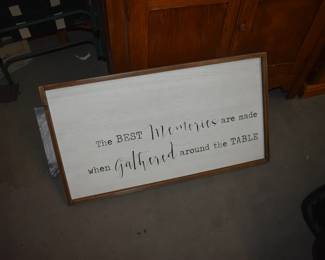 The BEST Memories are made
when gathered around the TABLE